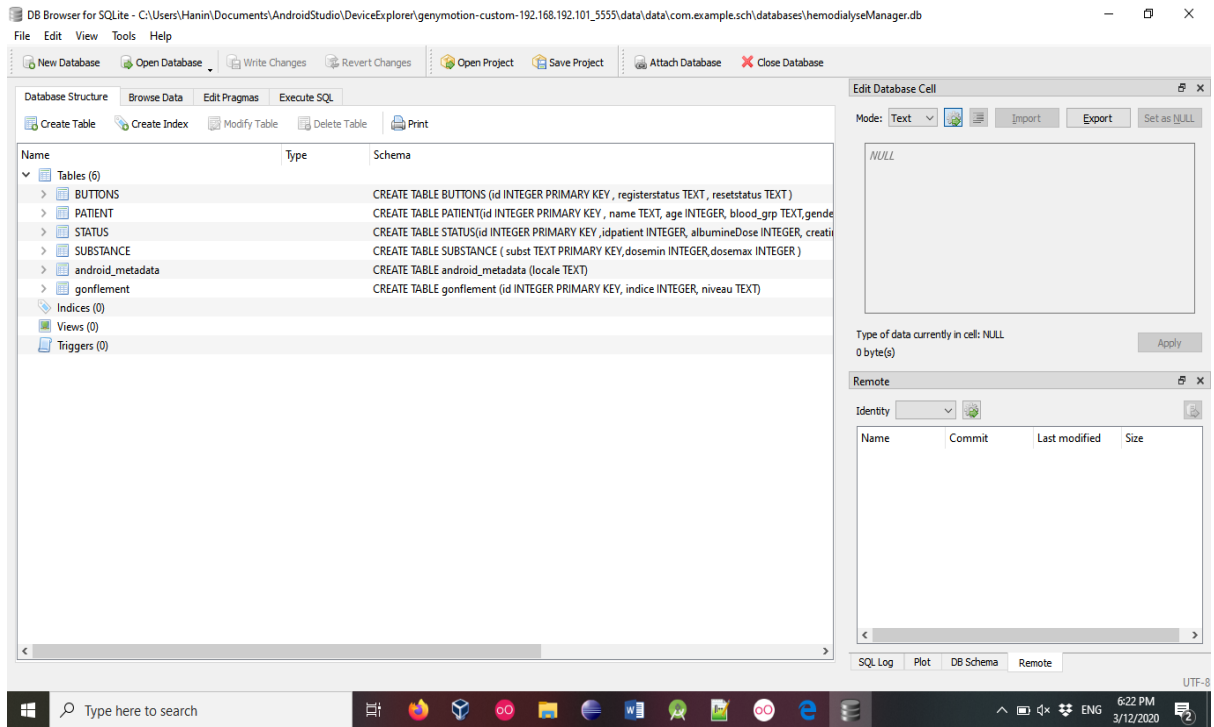 DB Browser for SQLite - C:\Users\Hanin\Documents\AndroidStudio\DeviceExplorer\genymotion-custom-192.168.192.101_5555\data\data\com.example.sch\databases\hemodialyseManager.db
File Edit View Tools Help
New Database Open Database Write Changes Revert Changes Open Project Save Project Attach Database Close Database
Database Structure Browse Data Edit Pragmas Execute SQL
Create Table Create Index Modify Table Delete Table Print
Name Type Schema
Tables (6)
BUTTONS CREATE TABLE BUTTONS (id INTEGER PRIMARY KEY , registerstatus TEXT , resetstatus TEXT )
PATIENT CREATE TABLE PATIENT(id INTEGER PRIMARY KEY , name TEXT, age INTEGER, blood_grp TEXT,gende
STATUS CREATE TABLE STATUS(id INTEGER PRIMARY KEY ,idpatient INTEGER, albumineDose INTEGER, creati
SUBSTANCE CREATE TABLE SUBSTANCE ( subst TEXT PRIMARY KEY,dosemin INTEGER,dosemax INTEGER )
android_metadata CREATE TABLE android_metadata (locale TEXT)
gonflement CREATE TABLE gonflement (id INTEGER PRIMARY KEY, indice INTEGER, niveau TEXT)
Indices (0)
Views (0)
Triggers (0)
Edit Database Cell
Mode: Text Import Export Set as NULL
NULL
Type of data currently in cell: NULL
0 byte(s)
Apply
Remote
Identity
Name Commit Last modified Size
SQL Log Plot DB Schema Remote
UTF-8
Type here to search
ENG
6:22 PM
3/12/2020
2